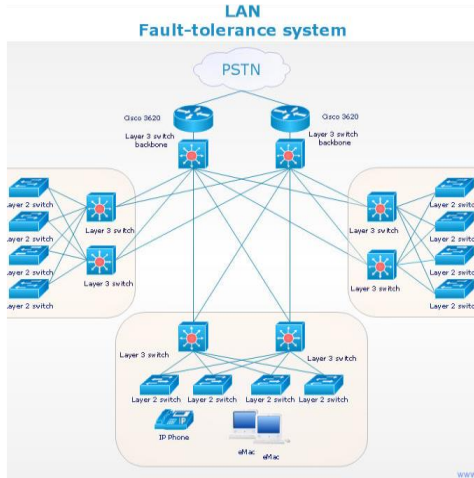 LAN
Fault-tolerance system
PSTN
Cisco 3620
Cisco 3620
Layer 3 switch
backbone
Layer 3 switch
backbone
Layer 2 switch
Layer 2 switch
Layer 2 switch
Layer 2 switch
Layer 3 switch
Layer 3 switch
Layer 3 switch
Layer 3 switch
Layer 2 switch
Layer 2 switch
Layer 2 switch
Layer 2 switch
Layer 3 switch
Layer 3 switch
Layer 2 switch
Layer 2 switch
Layer 2 switch
Layer 2 switch
IP Phone
eMac
eMac
www